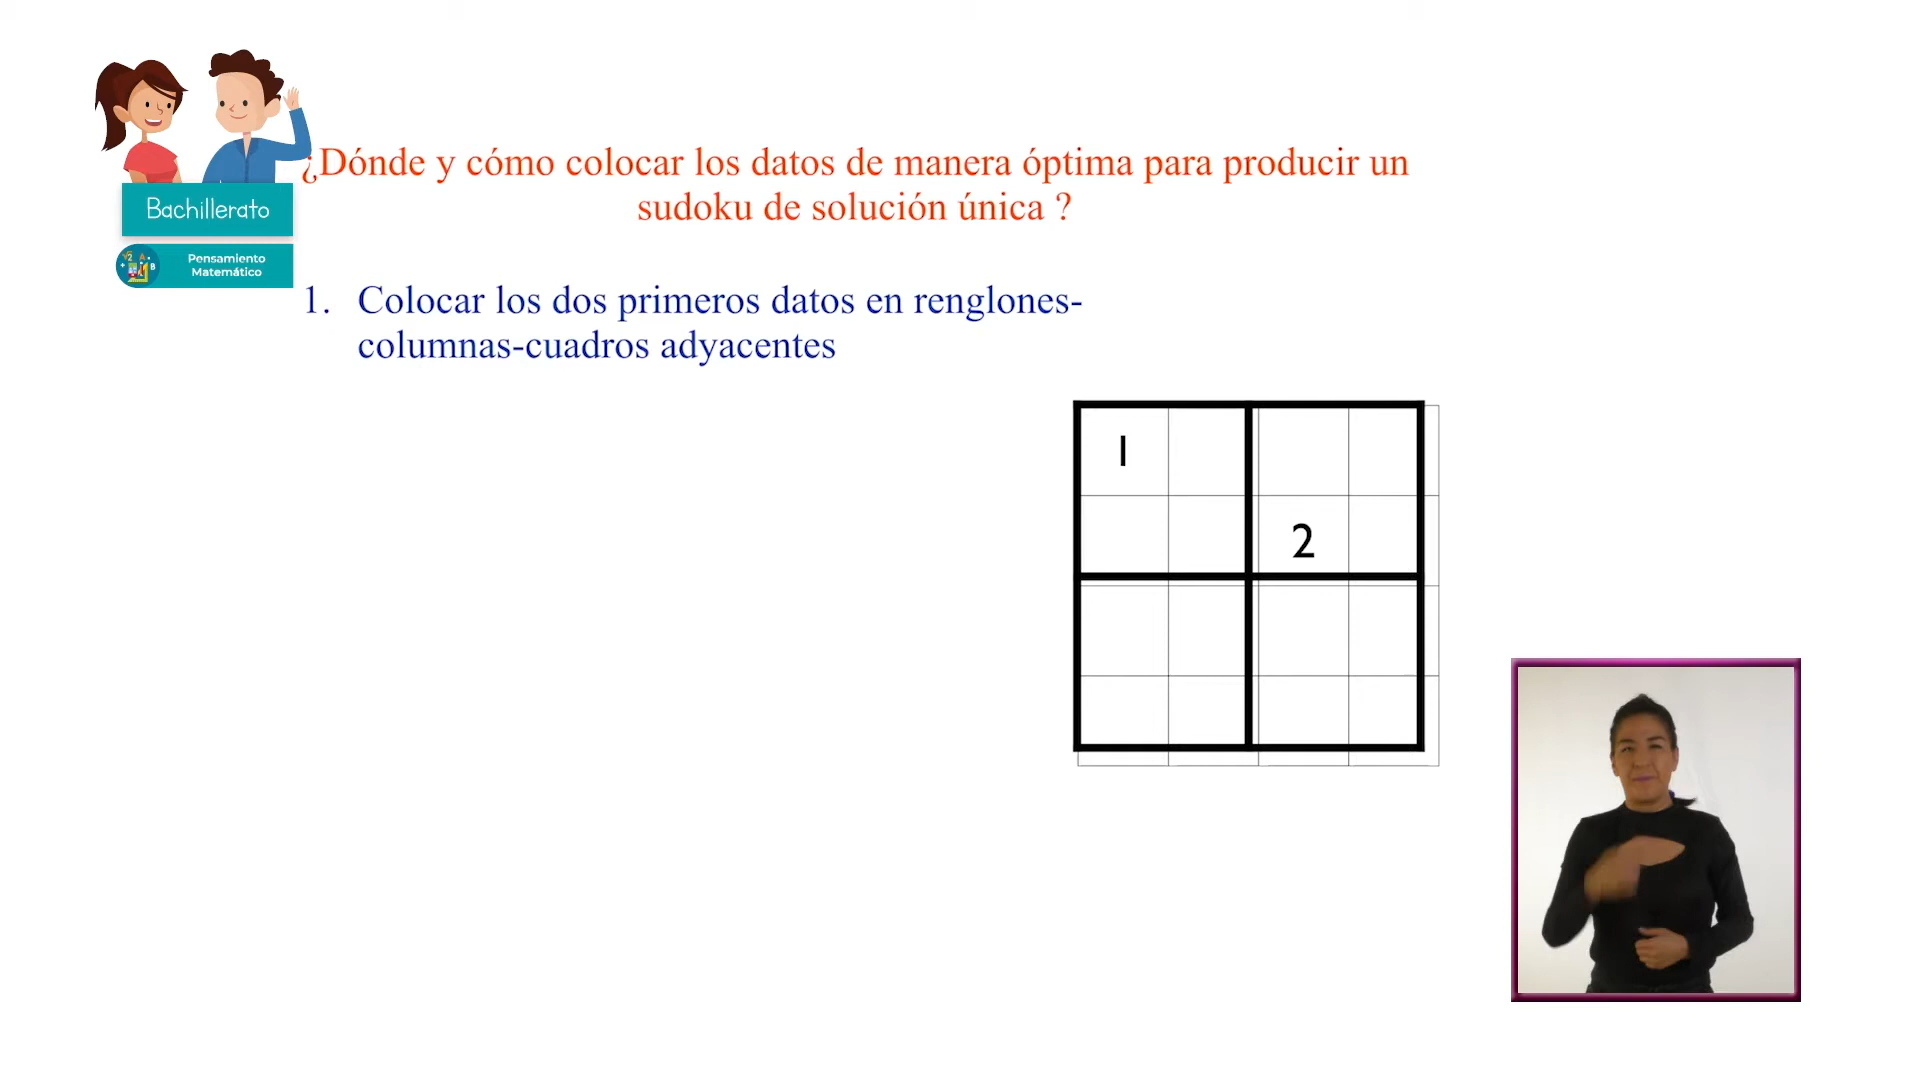 ¿Dónde y cómo colocar los datos de manera óptima para producir un
sudoku de solución única ?
Bachillerato
Pensamiento
Matemático
1. Colocar los dos primeros datos en renglones-
columnas-cuadros adyacentes
1
2